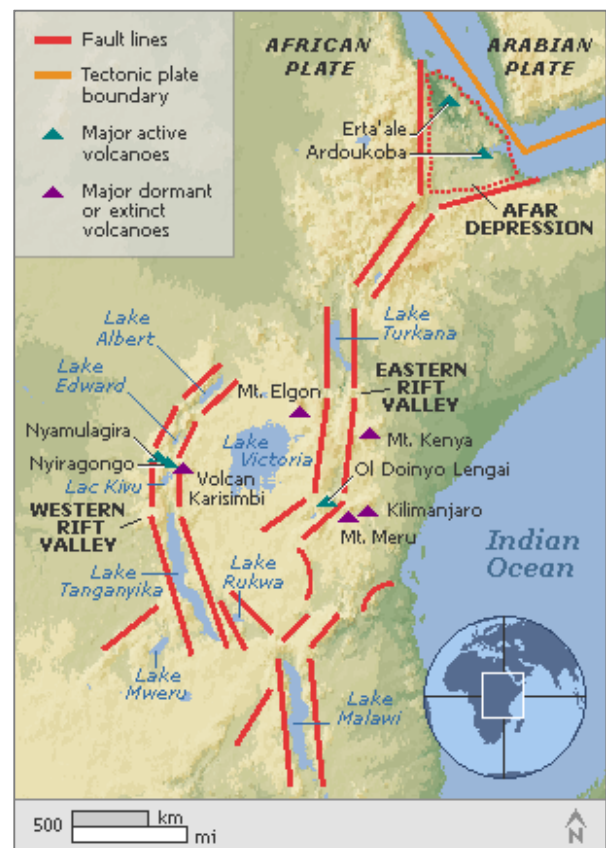 Fault lines
Tectonic plate
boundary
Major active
volcanoes
Major dormant
or extinct
volcanoes
AFRICAN
PLATE
ARABIAN
PLATE
Erta'ale
Ardoukoba
AFAR
DEPRESSION
Lake
Turkana
Lake
Albert
Lake
Edward
EASTERN
RIFT
VALLEY
Mt. Elgon
Mt. Kenya
Nyamulagira
Lake
Victoria
Nyiragongo
Ol Doinyo Lengai
Lac Kivu
Volcan
Karisimbi
WESTERN
RIFT
VALLEY
Kilimanjaro
Mt. Meru
Indian
Ocean
Lake
Tanganyika
Lake
Rukwa
Lake
Mweru
Lake
Malawi
500
km
mi
N